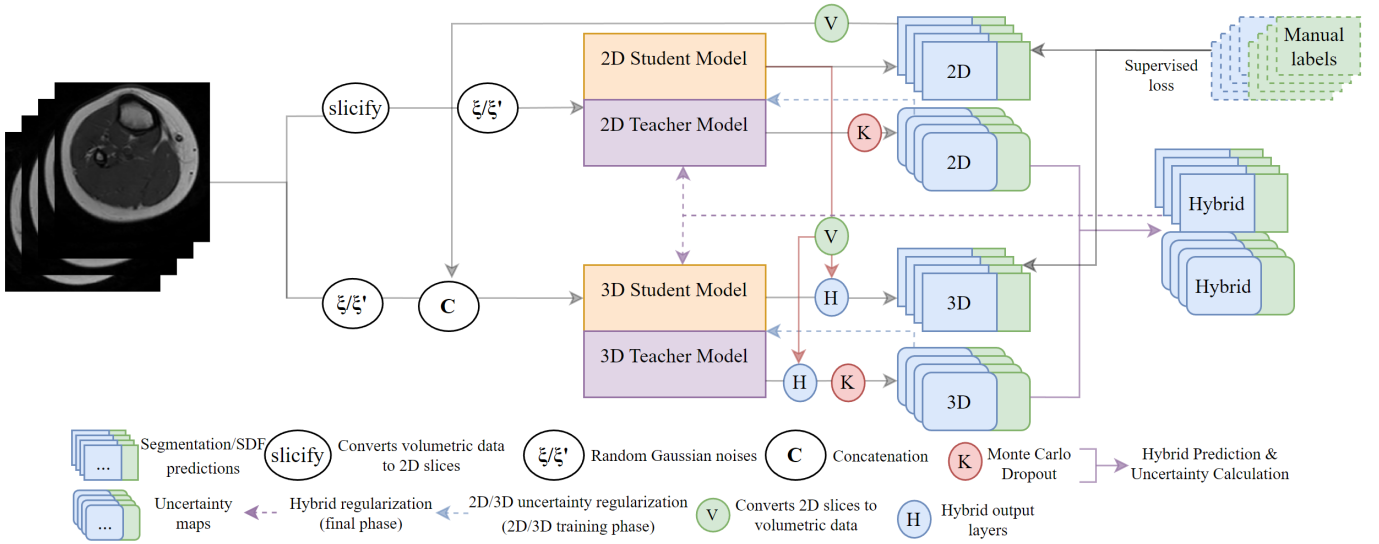 V
Manual
labels
2D Student Model
2D
Supervised
loss
slicify
ξ/ξ'
2D Teacher Model
K
2D
Hybrid
V
Hybrid
ξ/ξ'
C
3D Student Model
H
3D
3D Teacher Model
H
K
3D
...
Segmentation/SDF
predictions
slicify
Converts volumetric data
to 2D slices
ξ/ξ'
Random Gaussian noises
C
Concatenation
K
Monte Carlo
Dropout
Hybrid Prediction &
Uncertainty Calculation
...
Uncertainty
maps
Hybrid regularization
(final phase)
2D/3D uncertainty regularization
(2D/3D training phase)
V
Converts 2D slices to
volumetric data
H
Hybrid output
layers